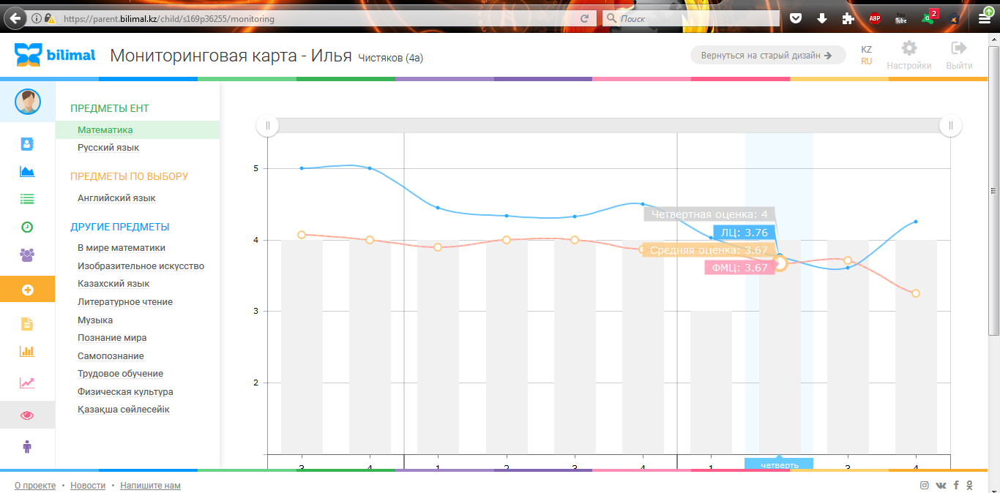 https://parent.bilimal.kz/child/s169p36255/monitoring
Поиск
ABP
You Tube
2
bilimal
Мониторинговая карта - Илья Чистяков (4а)
Вернуться на старый дизайн
KZ
RU
Настройки
Выйти
ПРЕДМЕТЫ ЕНТ
Математика
Русский язык
ПРЕДМЕТЫ ПО ВЫБОРУ
Английский язык
ДРУГИЕ ПРЕДМЕТЫ
В мире математики
Изобразительное искусство
Казахский язык
Литературное чтение
Музыка
Познание мира
Самопознание
Трудовое обучение
Физическая культура
Қазақша сөйлесейік
5
4
3
2
Четвертная оценка: 4
ЛЦ: 3.76
Средняя оценка: 3.67
ФМЦ: 3.67
3 4 1 2 3 4 1 четверть 3 4
О проекте • Новости • Напишите нам